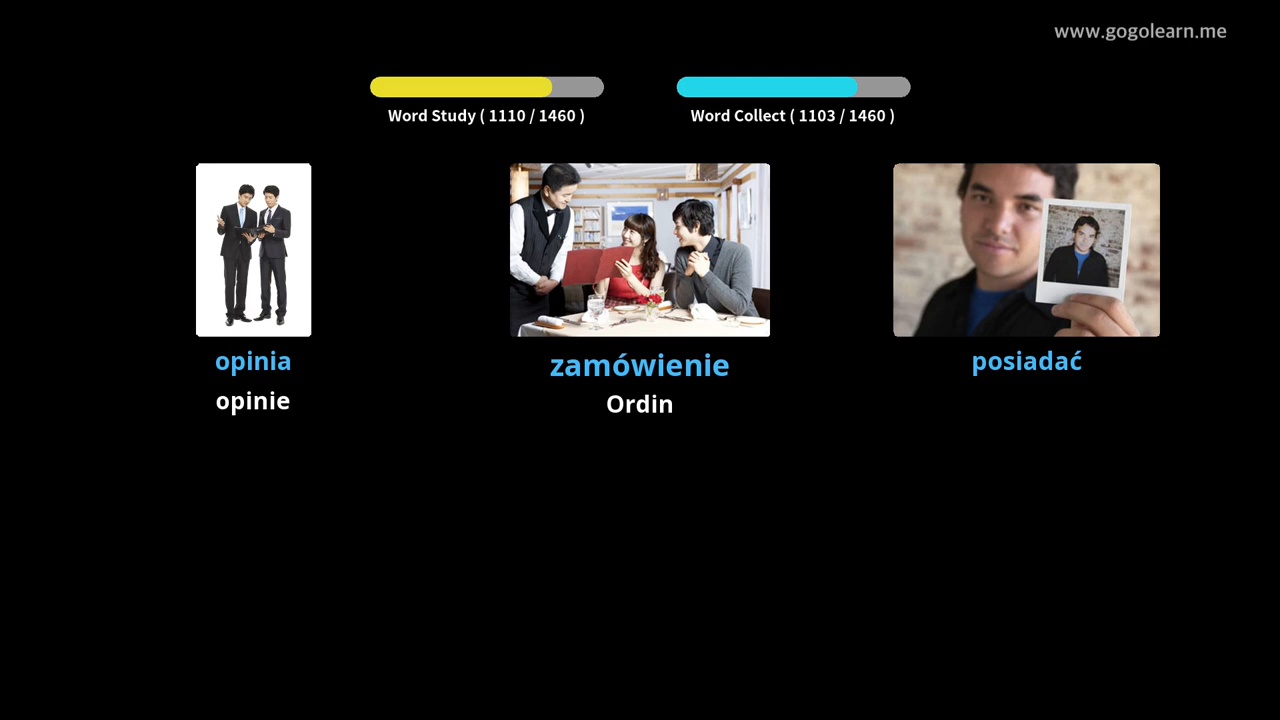 www.gogolearn.me
Word Study ( 1110 / 1460 )
Word Collect ( 1103 / 1460 )
opinia
zamówienie
posiadać
opinie
Ordin